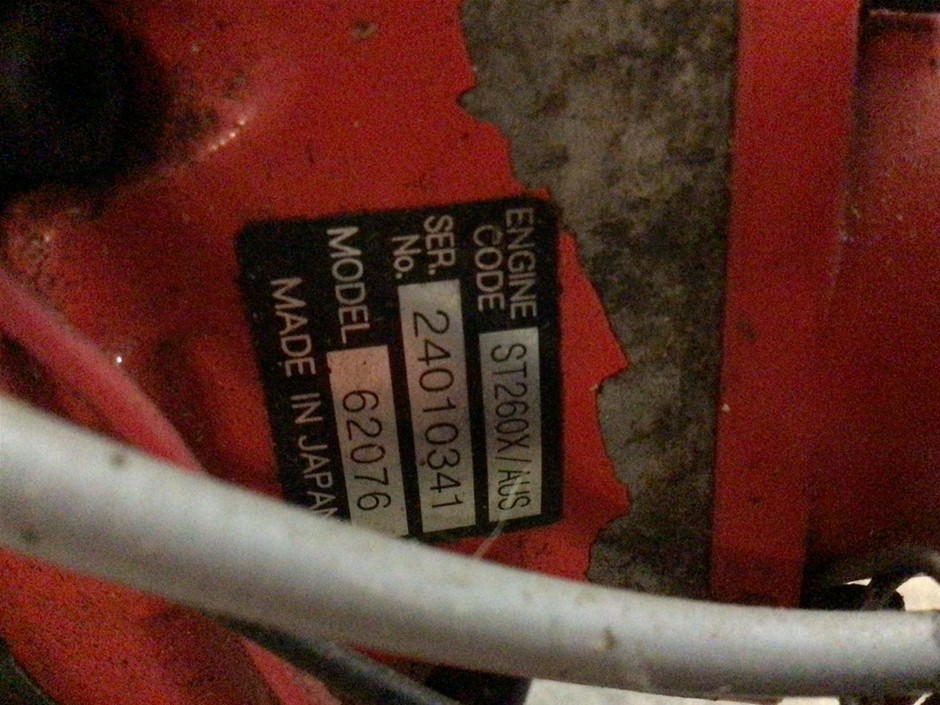 ENGINE CODE ST260X/AUS
SER. No. 24010341
MODEL 62076
MADE IN JAPAN